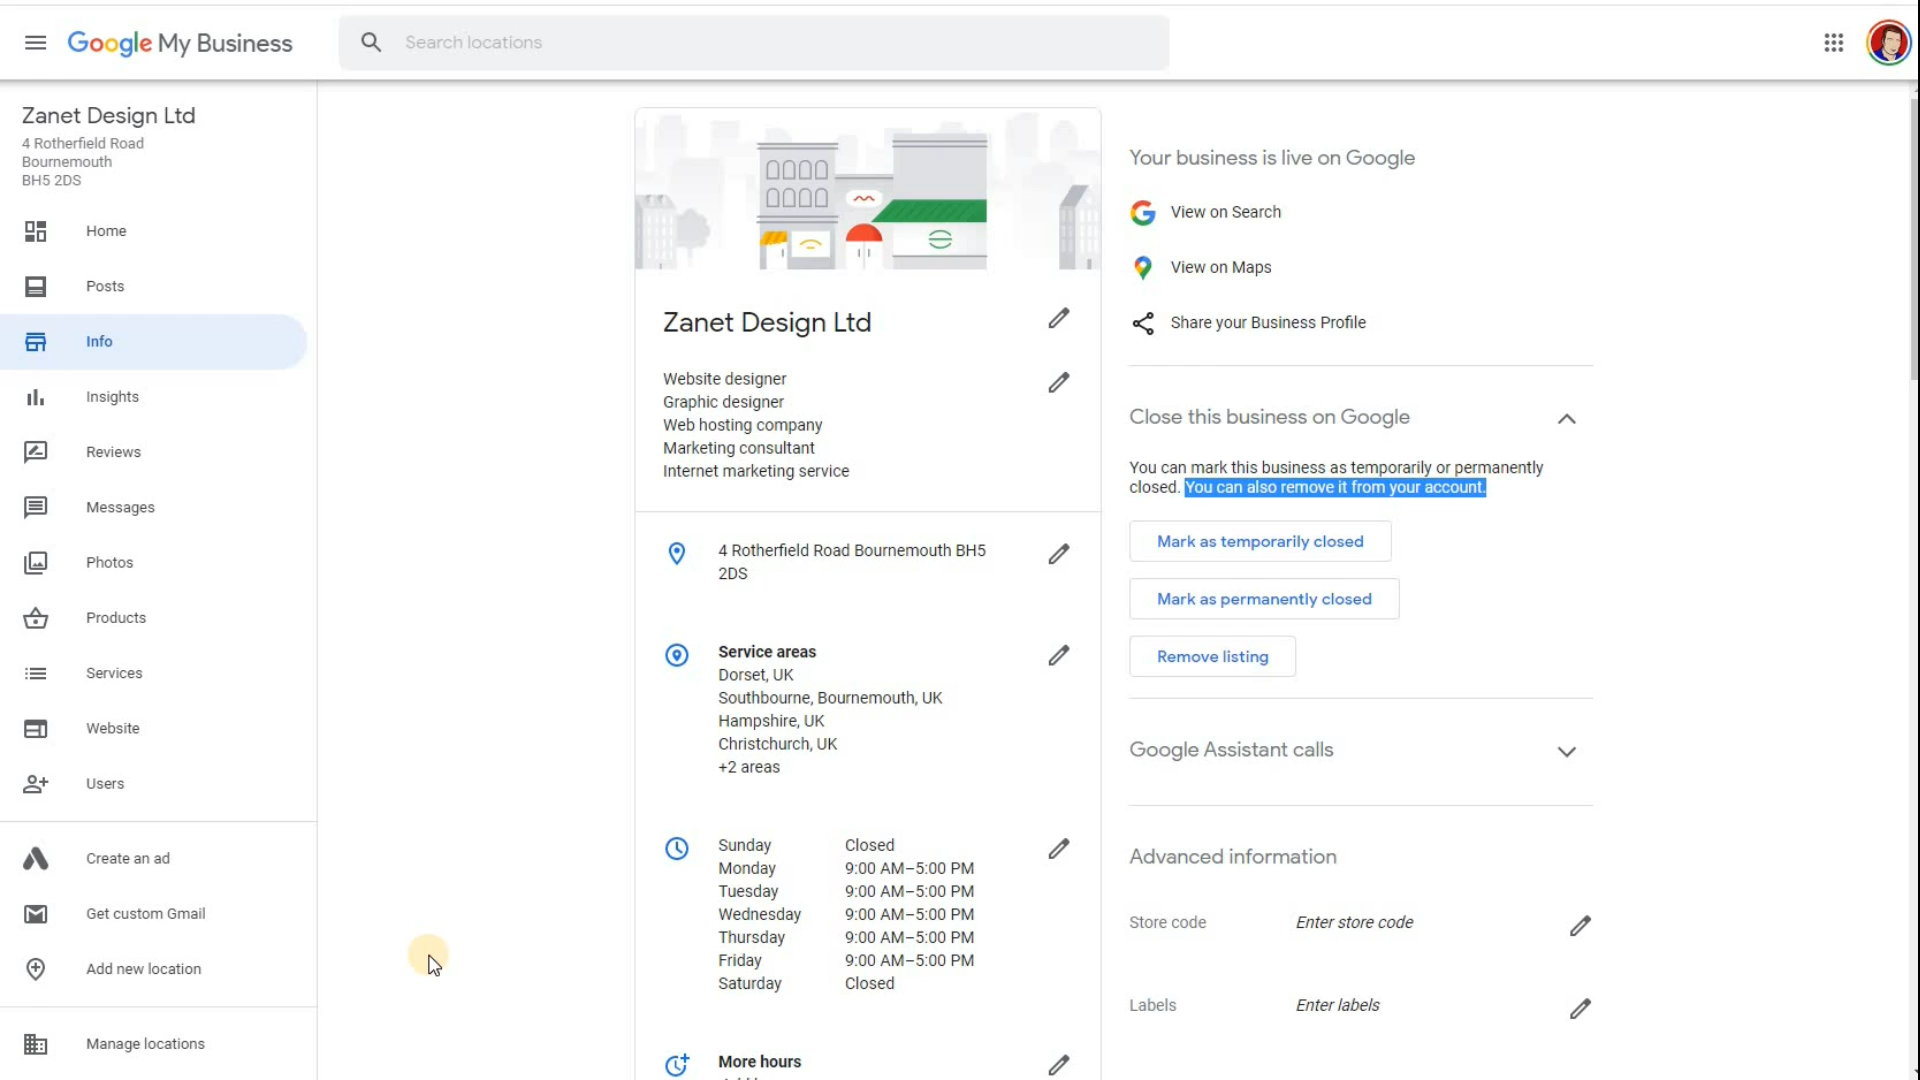 Google My Business
Search locations
Zanet Design Ltd
4 Rotherfield Road
Bournemouth
BH5 2DS
Home
Posts
Info
Insights
Reviews
Messages
Photos
Products
Services
Website
Users
Create an ad
Get custom Gmail
Add new location
Manage locations
Zanet Design Ltd
Website designer
Graphic designer
Web hosting company
Marketing consultant
Internet marketing service
4 Rotherfield Road Bournemouth BH5
2DS
Service areas
Dorset, UK
Southbourne, Bournemouth, UK
Hampshire, UK
Christchurch, UK
+2 areas
Sunday Closed
Monday 9:00 AM–5:00 PM
Tuesday 9:00 AM–5:00 PM
Wednesday 9:00 AM–5:00 PM
Thursday 9:00 AM–5:00 PM
Friday 9:00 AM–5:00 PM
Saturday Closed
More hours
Your business is live on Google
View on Search
View on Maps
Share your Business Profile
Close this business on Google
You can mark this business as temporarily or permanently
closed. You can also remove it from your account.
Mark as temporarily closed
Mark as permanently closed
Remove listing
Google Assistant calls
Advanced information
Store code Enter store code
Labels Enter labels